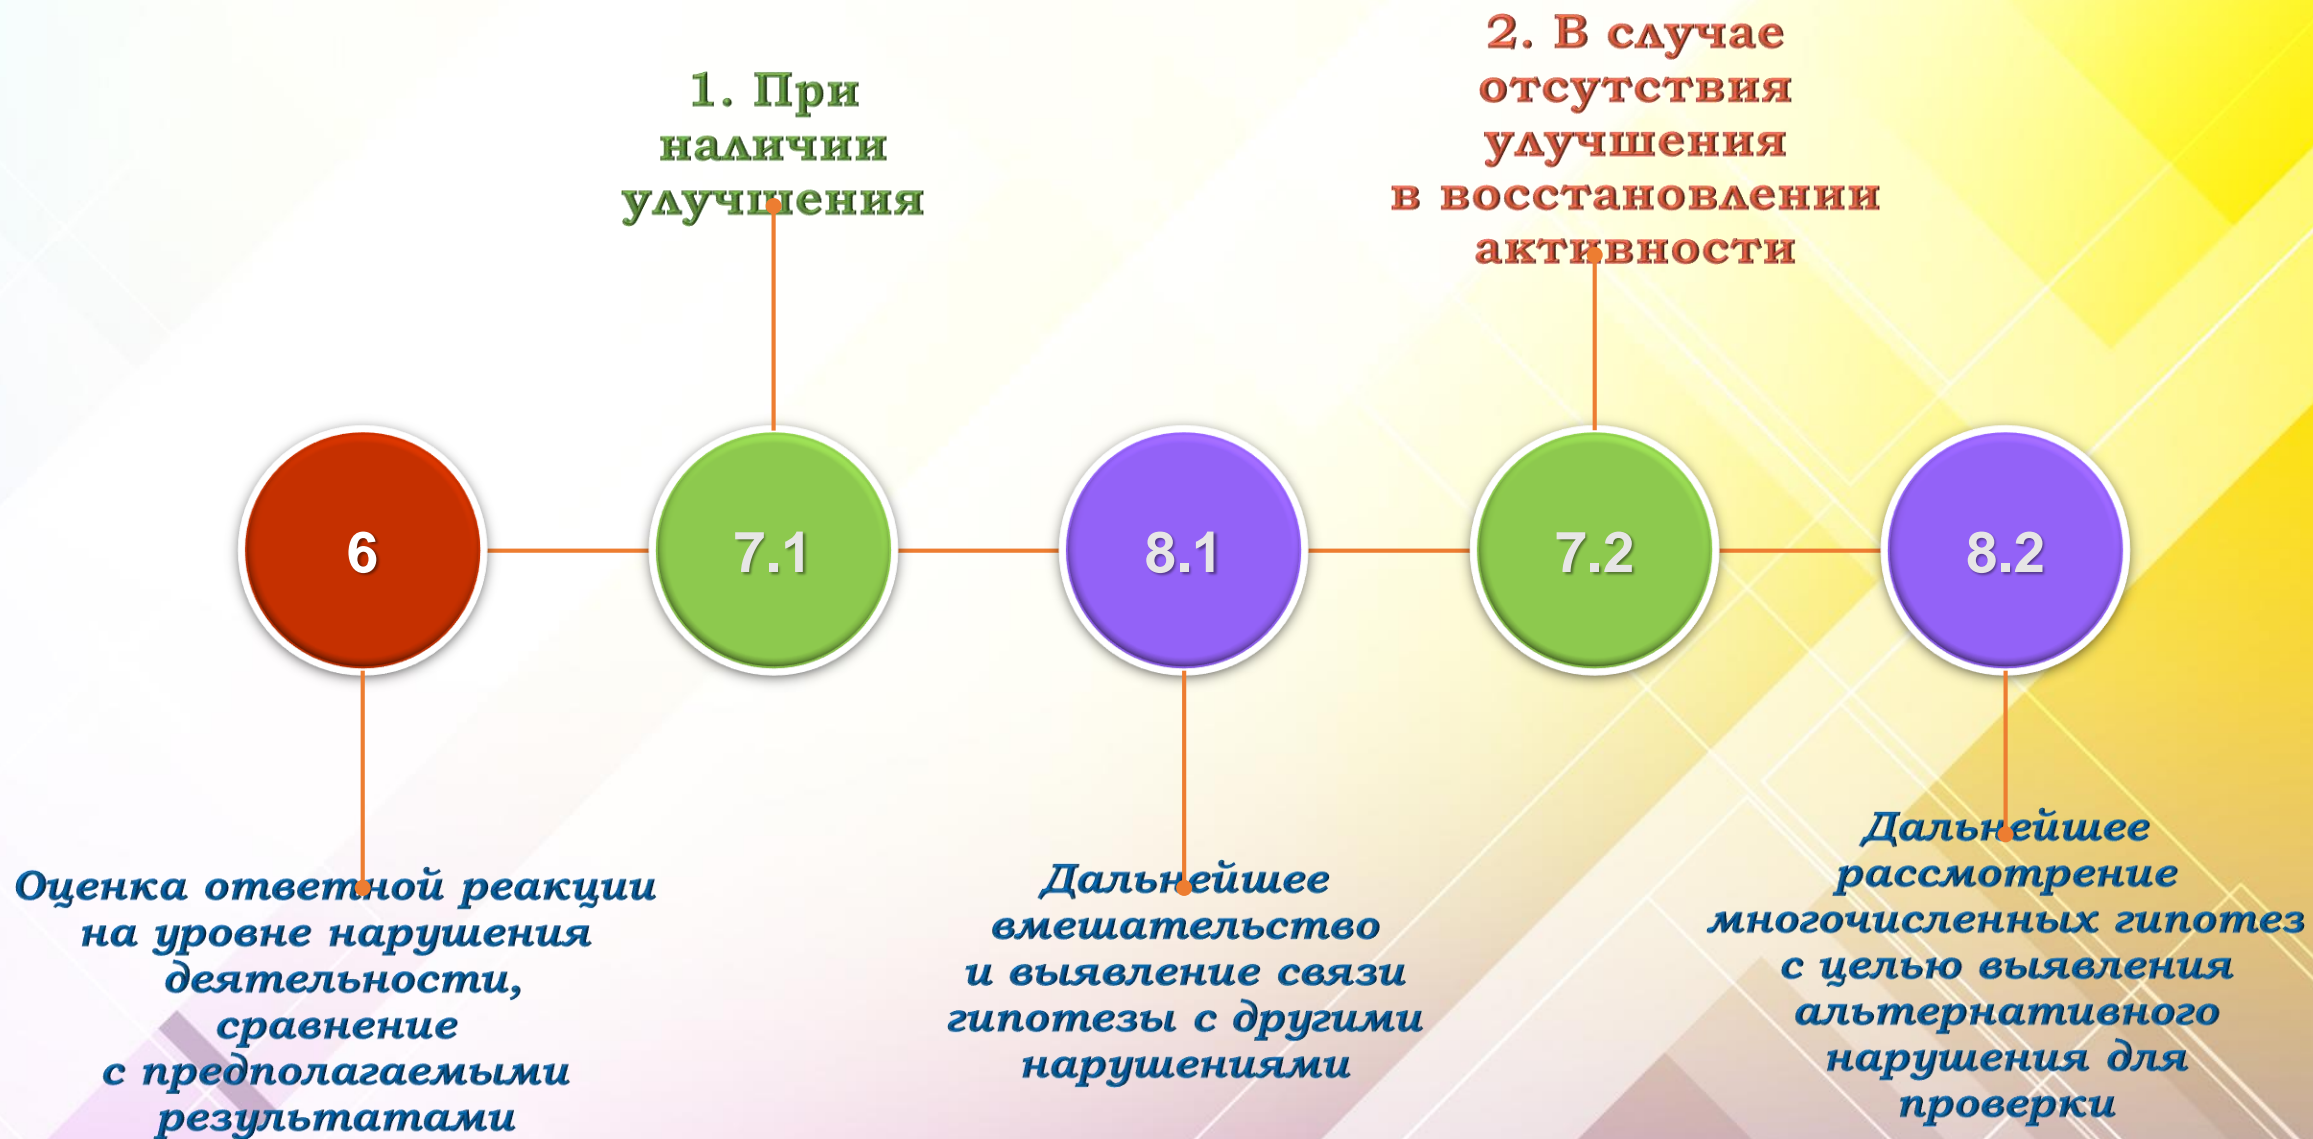 1. При
наличии
улучшения
2. В случае
отсутствия
улучшения
в восстановлении
активности
6
7.1
8.1
7.2
8.2
Оценка ответной реакции
на уровне нарушения
деятельности,
сравнение
с предполагаемыми
результатами
Дальнейшее
вмешательство
и выявление связи
гипотезы с другими
нарушениями
Дальнейшее
рассмотрение
многочисленных гипотез
с целью выявления
альтернативного
нарушения для
проверки